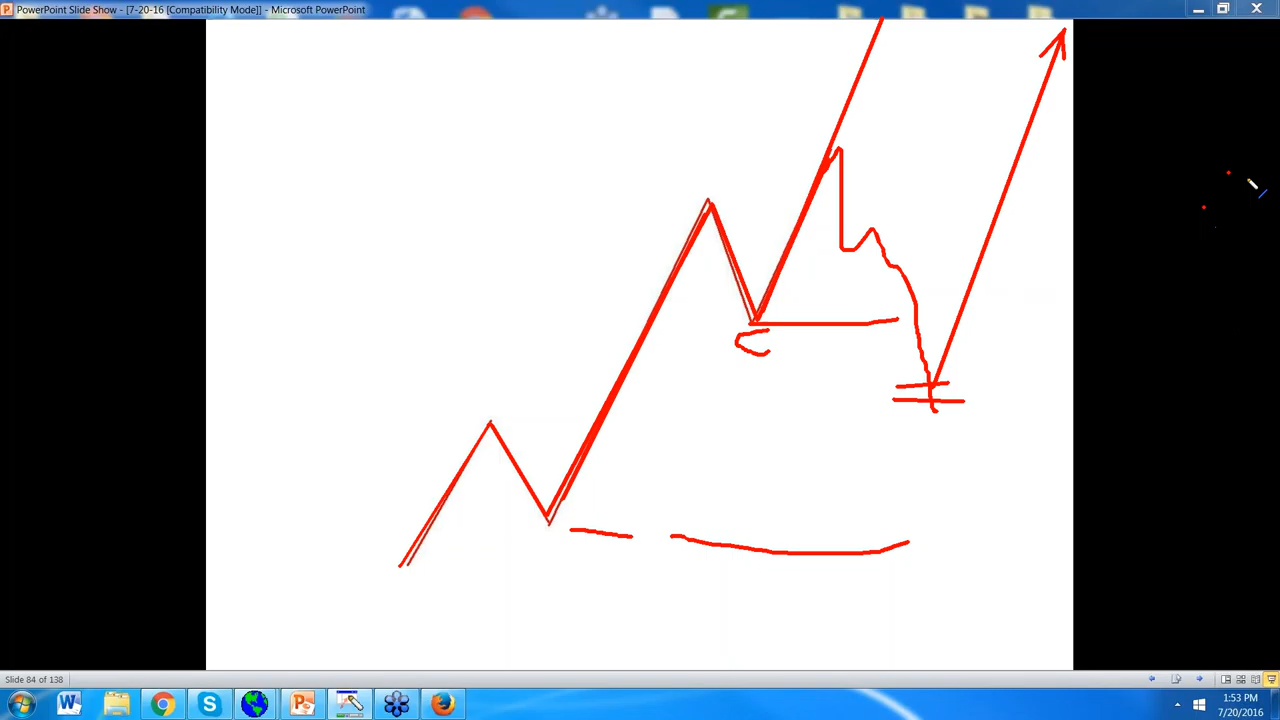 PowerPoint Slide Show - [7-20-16 [Compatibility Mode]] - Microsoft PowerPoint
C
Slide 84 of 138
1:53 PM
7/20/2016